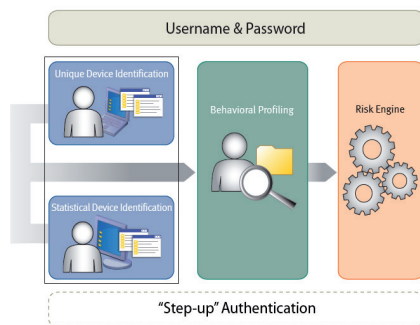 Username & Password
Unique Device Identification
Behavioral Profiling
Risk Engine
Statistical Device Identification
"Step-up" Authentication